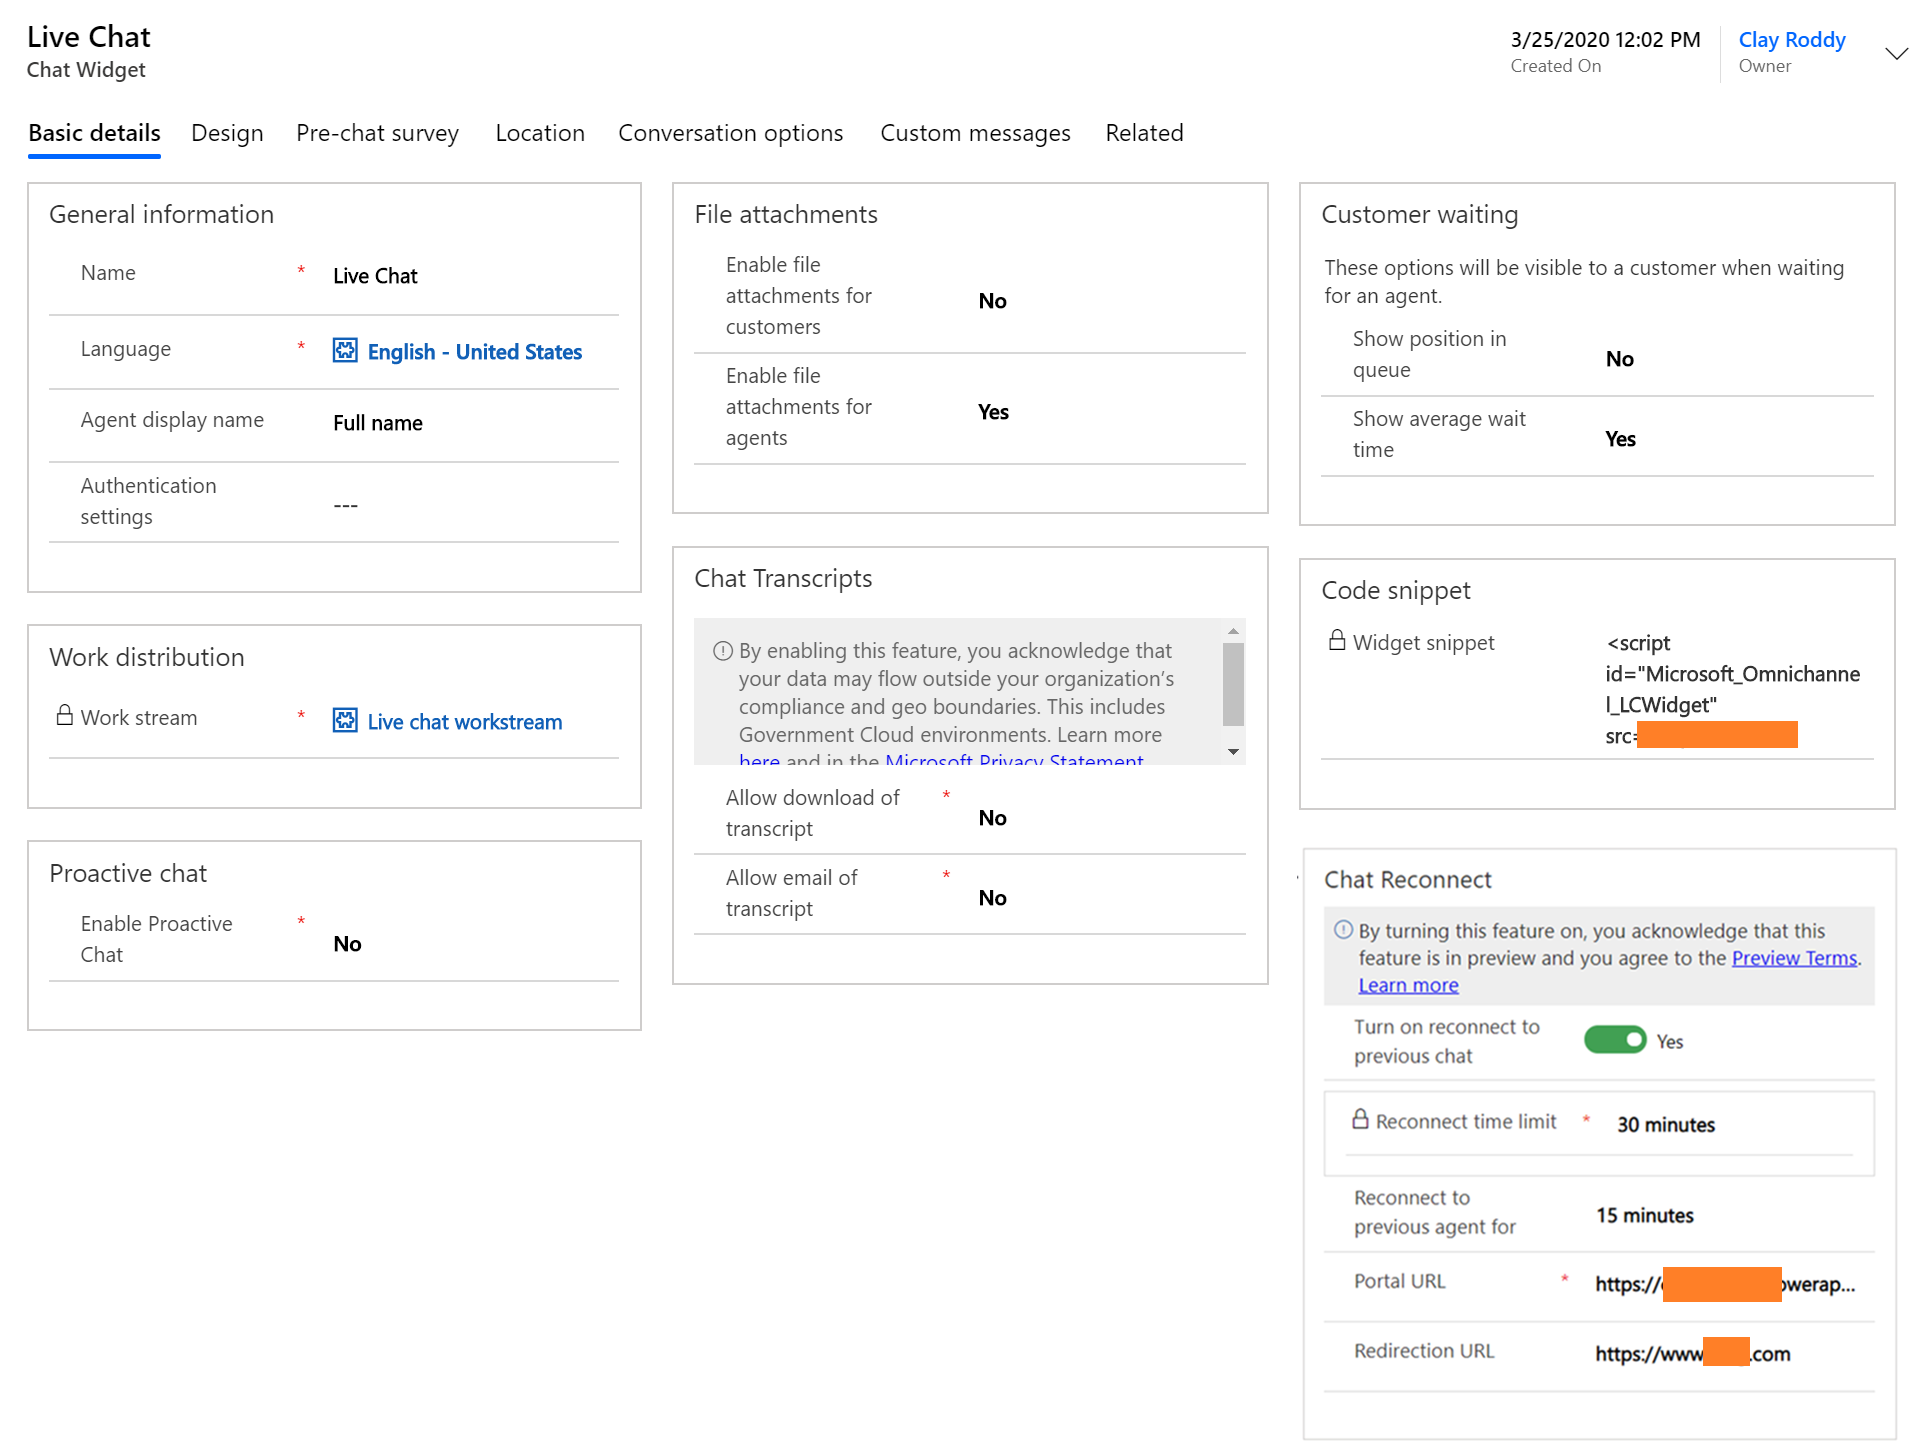 Live Chat
Chat Widget
3/25/2020 12:02 PM
Created On
Clay Roddy
Owner
Basic details
Design
Pre-chat survey
Location
Conversation options
Custom messages
Related
General information
Name
*
Live Chat
Language
*
English - United States
Agent display name
Full name
Authentication
settings
---
Work distribution
Work stream
*
Live chat workstream
Proactive chat
Enable Proactive
Chat
*
No
File attachments
Enable file
attachments for
customers
No
Enable file
attachments for
agents
Yes
Chat Transcripts
By enabling this feature, you acknowledge that
your data may flow outside your organization’s
compliance and geo boundaries. This includes
Government Cloud environments. Learn more
here and in the Microsoft Privacy Statement
Allow download of
transcript
*
No
Allow email of
transcript
*
No
Customer waiting
These options will be visible to a customer when waiting
for an agent.
Show position in
queue
No
Show average wait
time
Yes
Code snippet
Widget snippet
<script
id="Microsoft_Omnichanne
l_LCWidget"
src=
Chat Reconnect
By turning this feature on, you acknowledge that this
feature is in preview and you agree to the Preview Terms.
Learn more
Turn on reconnect to
previous chat
Yes
Reconnect time limit
*
30 minutes
Reconnect to
previous agent for
15 minutes
Portal URL
*
https://
owerap...
Redirection URL
https://www
.com